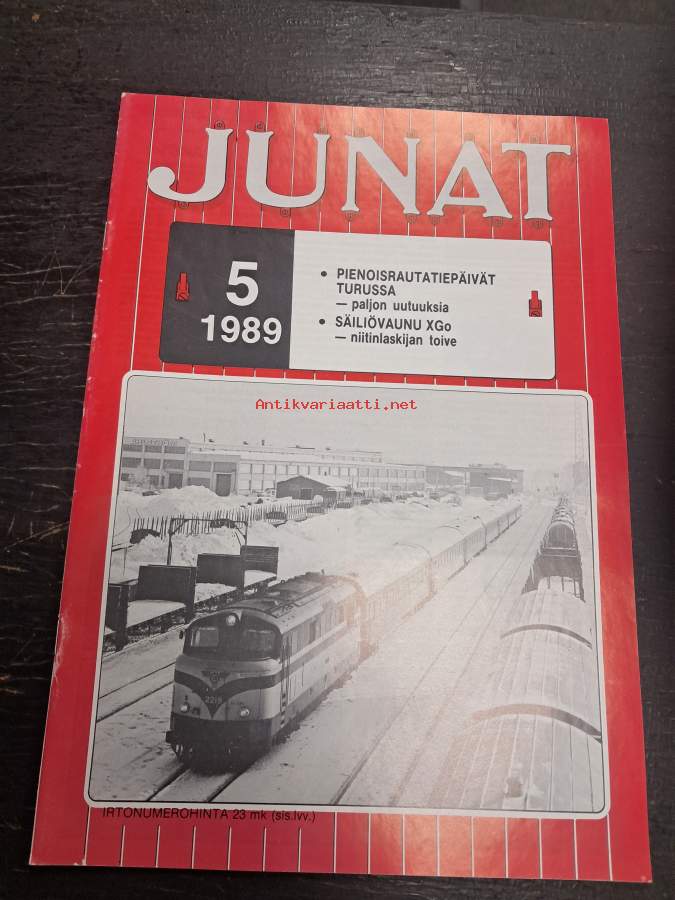 JUNAT
5
1989
• PIENOISRAUTATIEPÄIVÄT
TURUSSA
— paljon uutuuksia
• SÄILIÖVAUNU XGo
— niitinlaskijan toive
Antikvariaatti.net
IRTONUMEROHINTA 23 mk (sis.lvv.)